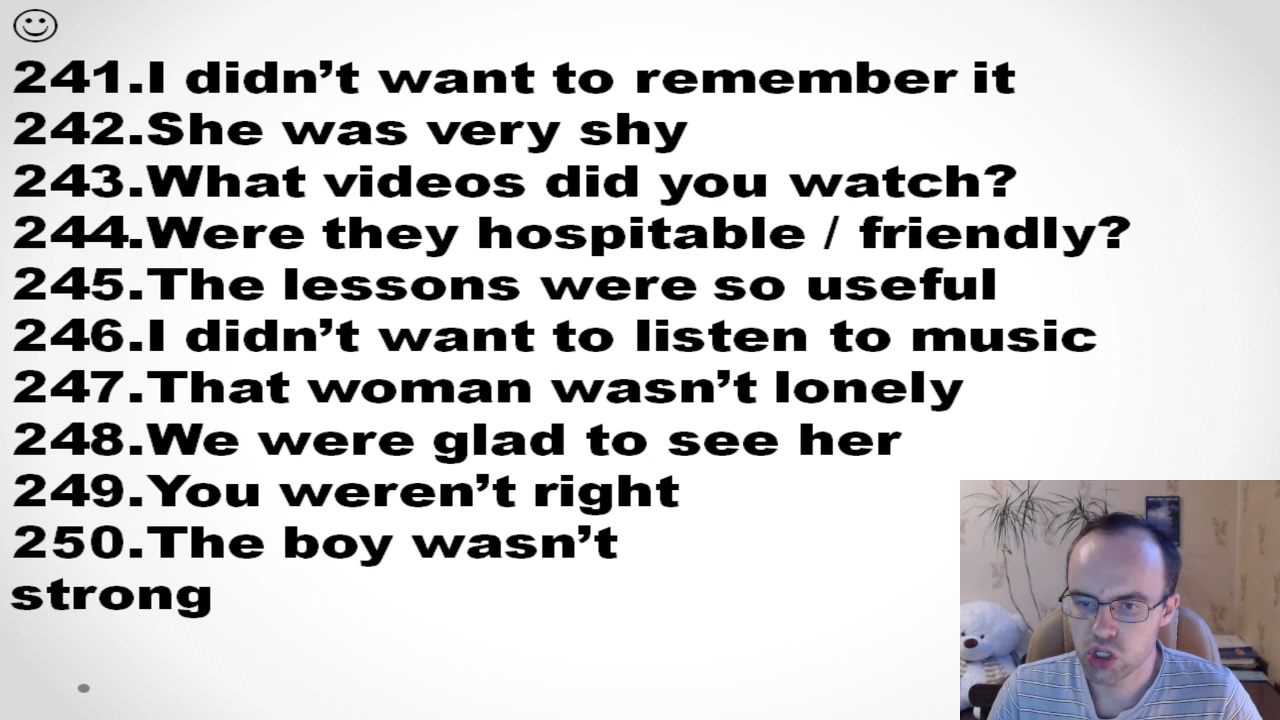 241.I didn’t want to remember it
242.She was very shy
243.What videos did you watch?
244.Were they hospitable / friendly?
245.The lessons were so useful
246.I didn’t want to listen to music
247.That woman wasn’t lonely
248.We were glad to see her
249.You weren’t right
250.The boy wasn’t
strong